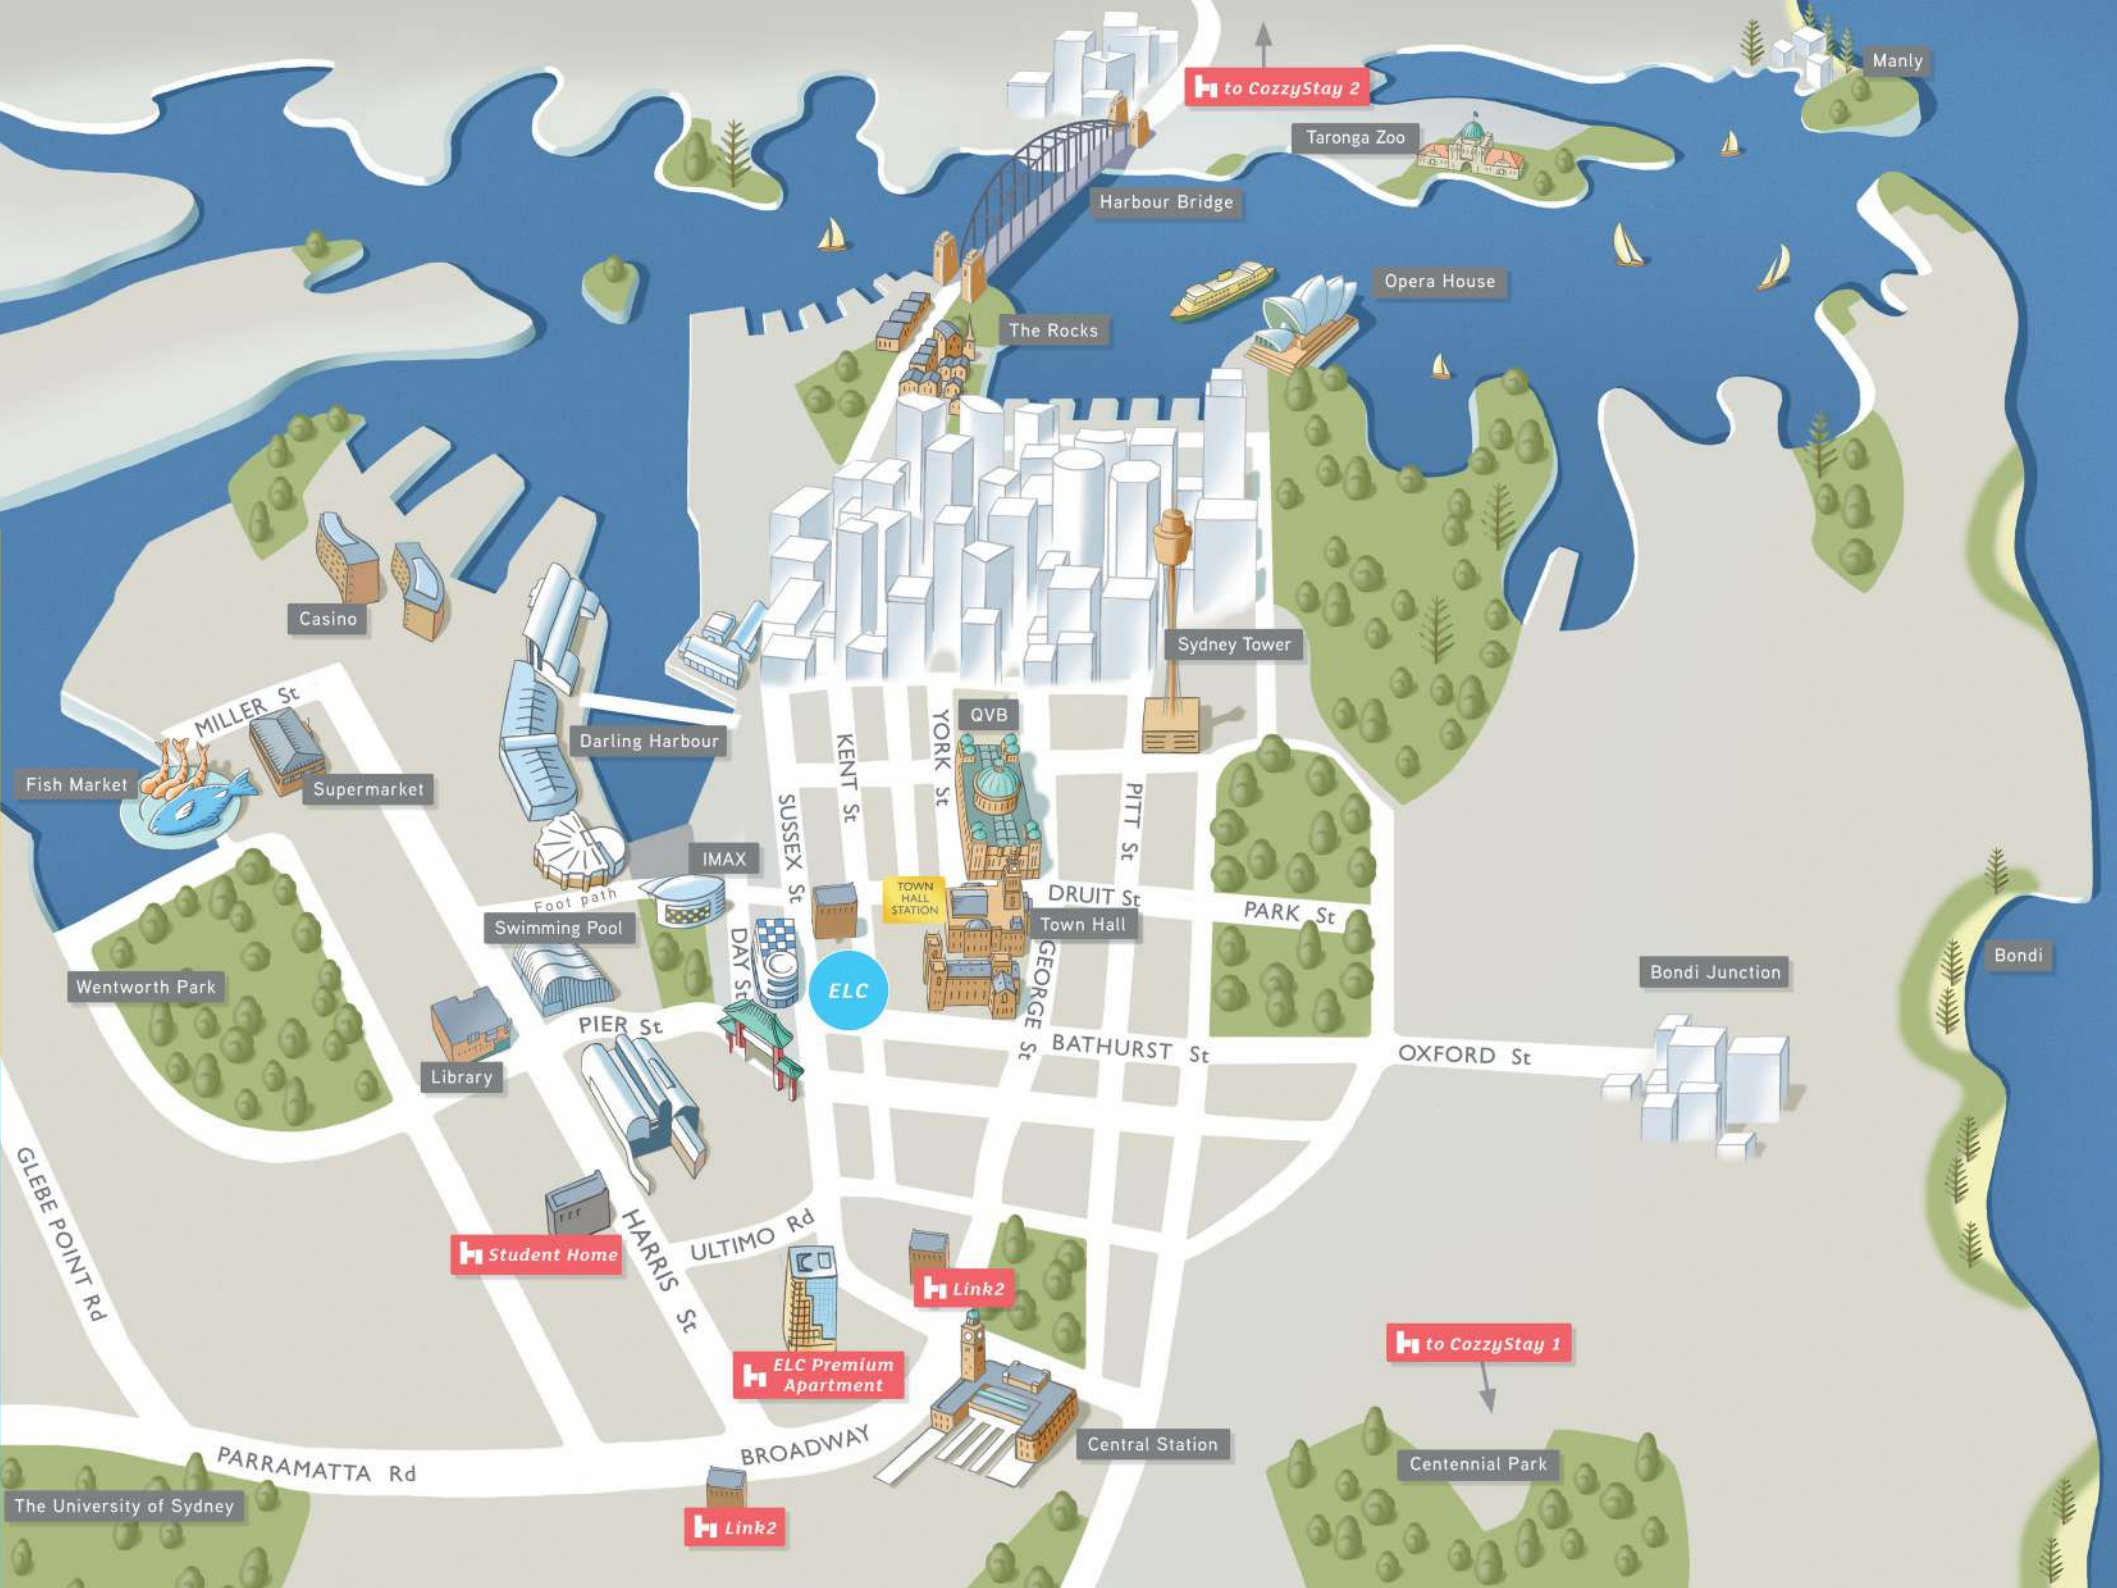 Manly
to CozzyStay 2
Taronga Zoo
Harbour Bridge
Opera House
The Rocks
Casino
Sydney Tower
MILLER St
QVB
Darling Harbour
YORK St
KENT St
Fish Market
Supermarket
PITT St
SUSSEX St
IMAX
TOWN
HALL
STATION
DRUIT St
PARK St
Foot path
Swimming Pool
Town Hall
DAY St
GEORGE St
Bondi
Bondi Junction
Wentworth Park
ELC
PIER St
BATHURST St
OXFORD St
Library
GLEBE POINT Rd
HARRIS St
ULTIMO Rd
Student Home
Link2
to CozzyStay 1
ELC Premium
Apartment
BROADWAY
Central Station
PARRAMATTA Rd
Centennial Park
The University of Sydney
Link2